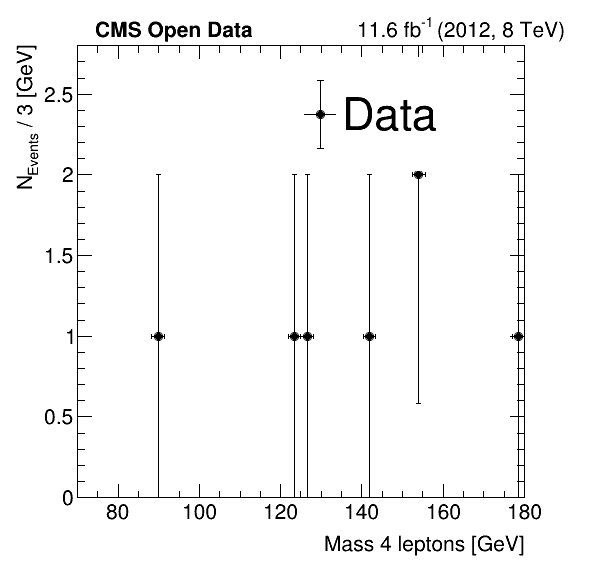 CMS Open Data
11.6 fb⁻¹ (2012, 8 TeV)
N_Events / 3 [GeV]
2.5
2
1.5
1
0.5
0
Data
80 100 120 140 160 180
Mass 4 leptons [GeV]